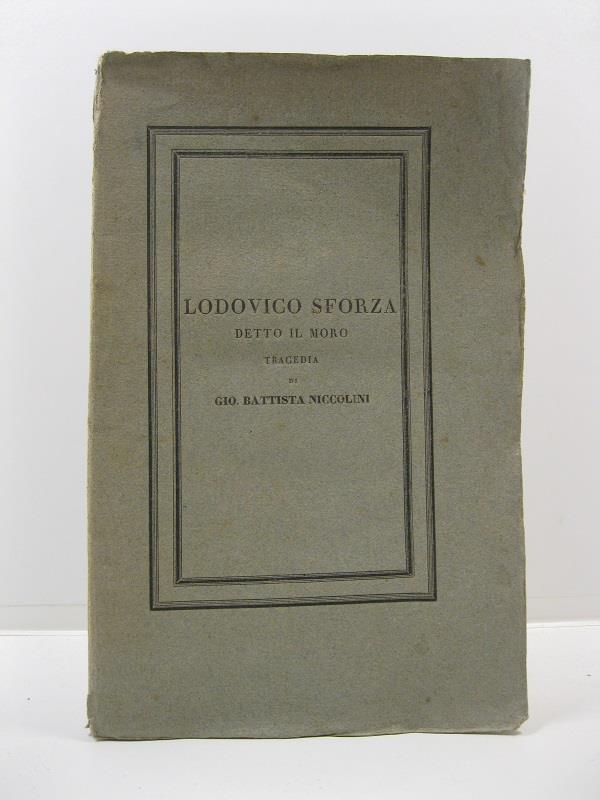 LODOVICO SFORZA
DETTO IL MORO
TRAGEDIA
DI
GIO. BATTISTA NICCOLINI